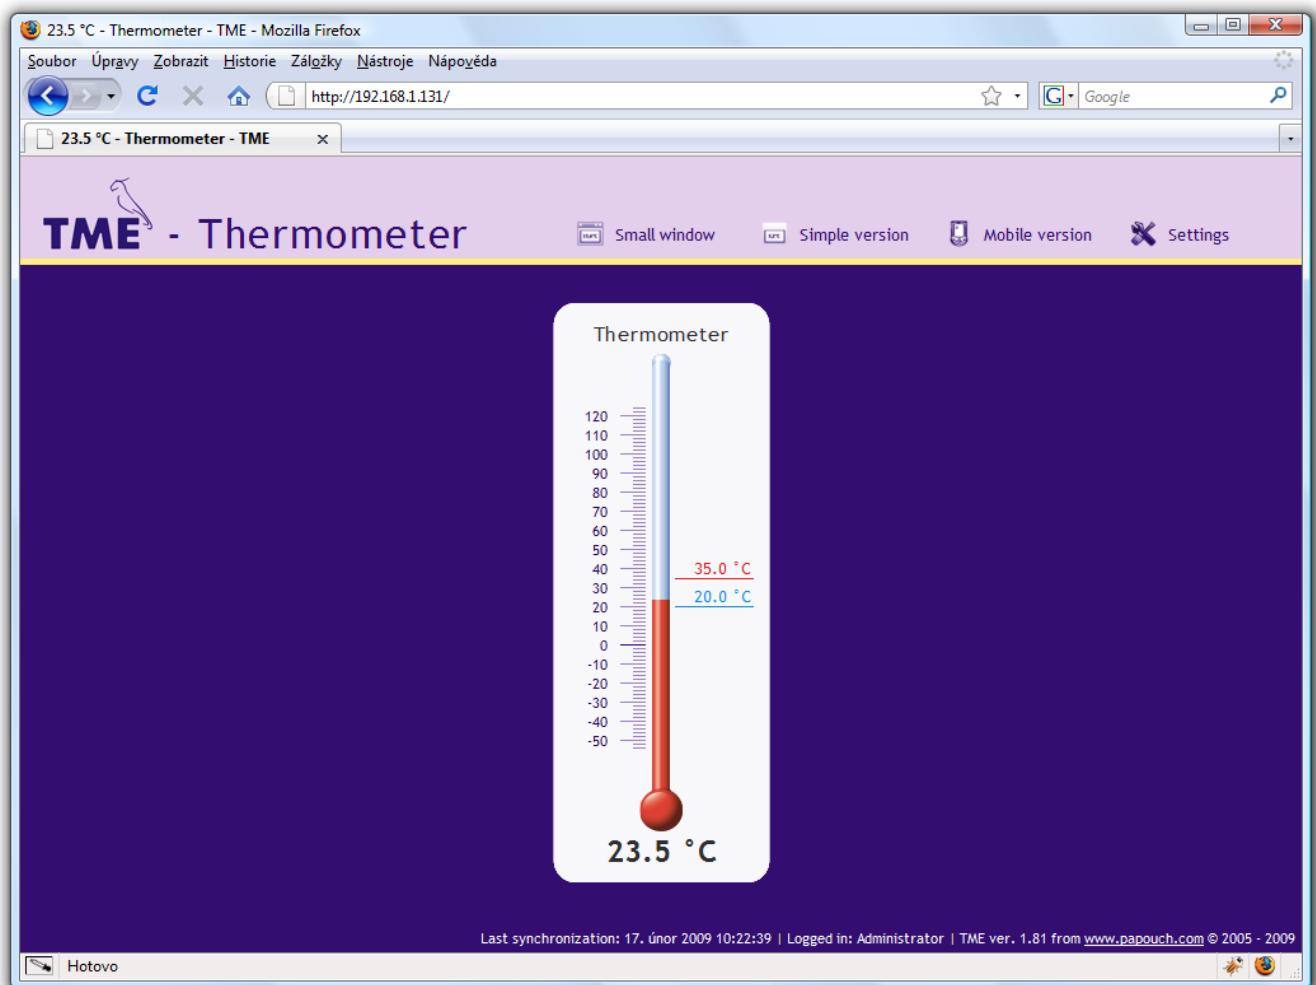 23.5 °C - Thermometer - TME - Mozilla Firefox
Soubor Úpravy Zobrazit Historie Záložky Nástroje Nápověda
http://192.168.1.131/
G Google
23.5 °C - Thermometer - TME
TME - Thermometer
Small window Simple version Mobile version Settings
Thermometer
120
110
100
90
80
70
60
50
40 35.0 °C
30
20 20.0 °C
10
0
-10
-20
-30
-40
-50
23.5 °C
Last synchronization: 17. únor 2009 10:22:39 | Logged in: Administrator | TME ver. 1.81 from www.papouch.com © 2005 - 2009
Hotovo